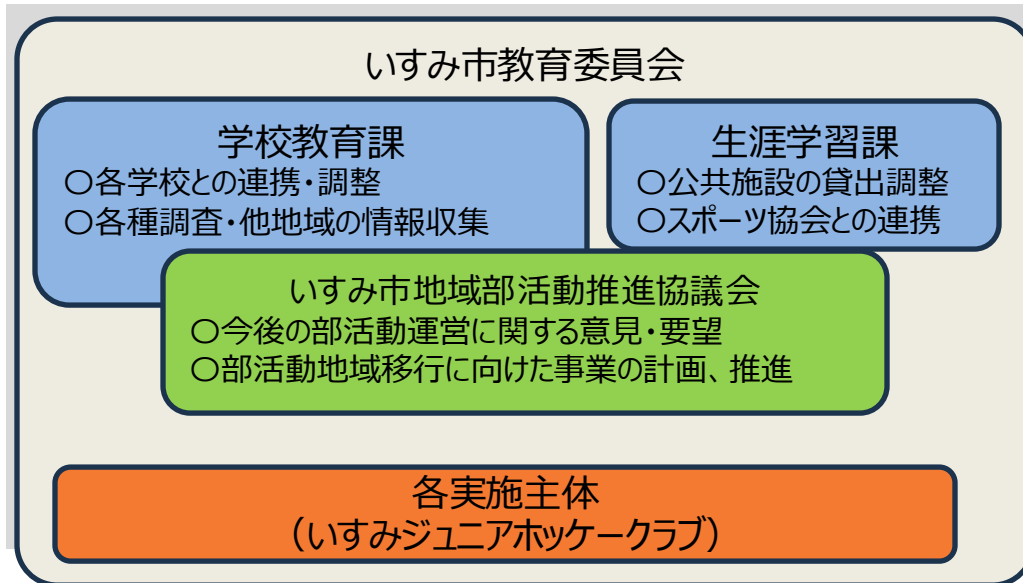 いすみ市教育委員会
学校教育課
○各学校との連携・調整
○各種調査・他地域の情報収集
生涯学習課
○公共施設の貸出調整
○スポーツ協会との連携
いすみ市地域部活動推進協議会
○今後の部活動運営に関する意見・要望
○部活動地域移行に向けた事業の計画、推進
各実施主体
（いすみジュニアホッケークラブ）